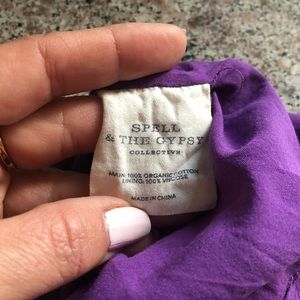 SPELL
& THE GYPSY
COLLECTIVE
MAIN: 100% ORGANIC COTTON
LINING: 100% VISCOSE
MADE IN CHINA